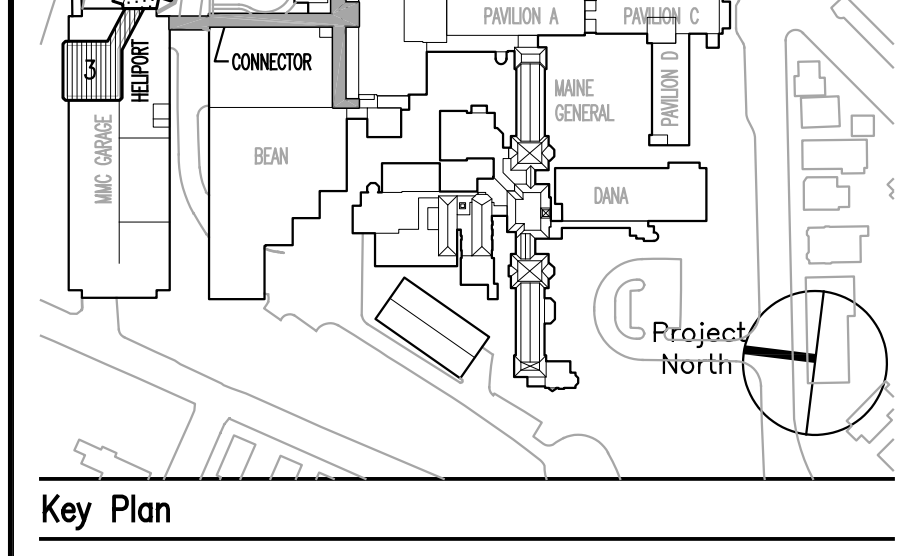 PAVILION A
PAVILION C
3
HELIPORT
CONNECTOR
MAINE
GENERAL
PAVILION D
MMC GARAGE
BEAN
DANA
Project
North
Key Plan